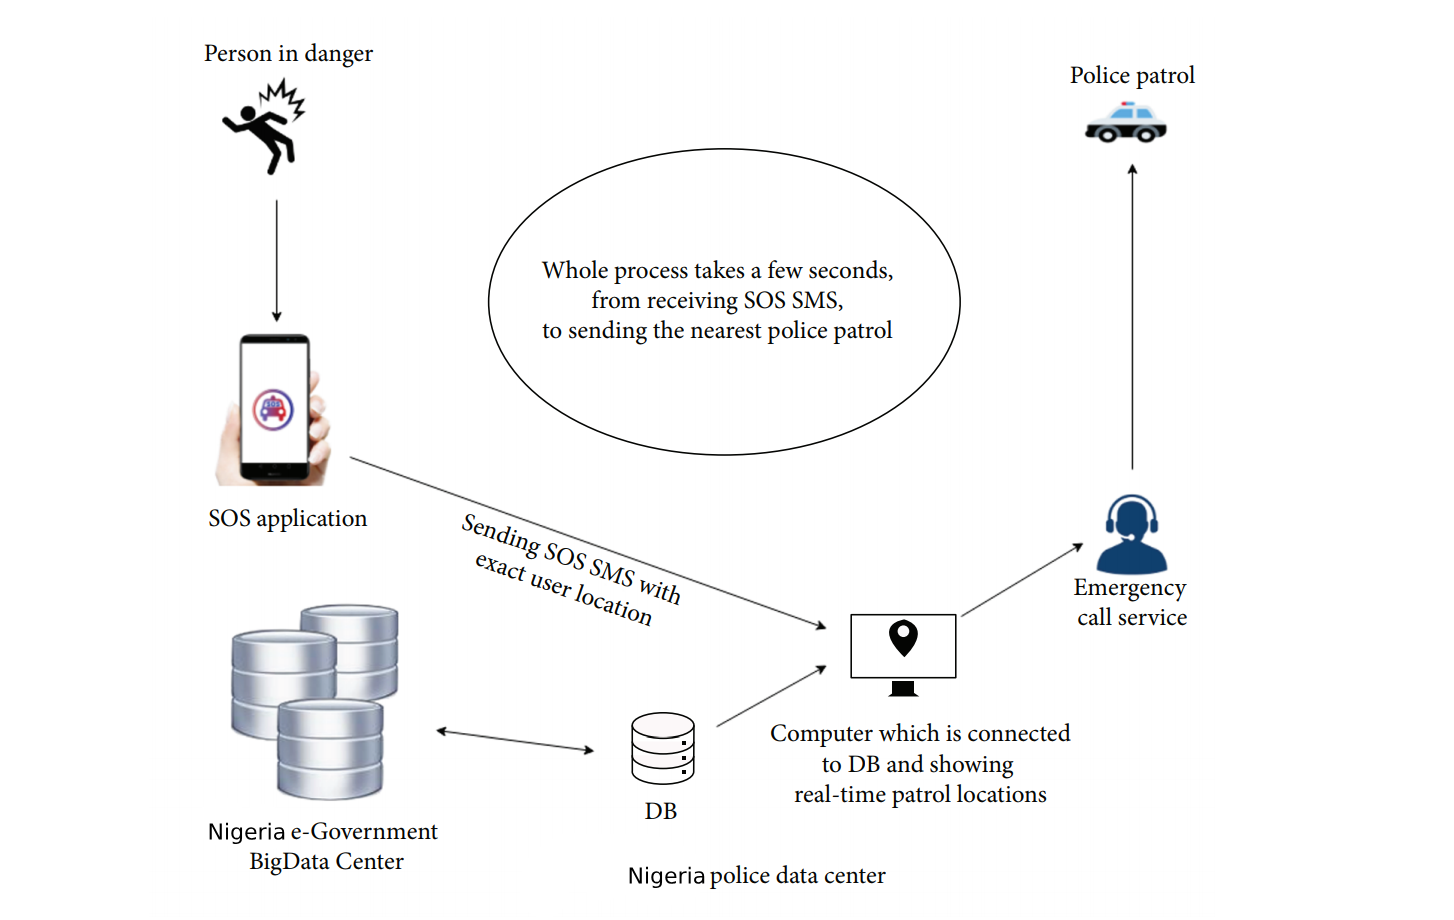 Person in danger
Police patrol
Whole process takes a few seconds,
from receiving SOS SMS,
to sending the nearest police patrol
SOS
SOS application
Sending SOS SMS with
exact user location
Emergency
call service
Computer which is connected
to DB and showing
real-time patrol locations
DB
Nigeria e-Government
BigData Center
Nigeria police data center